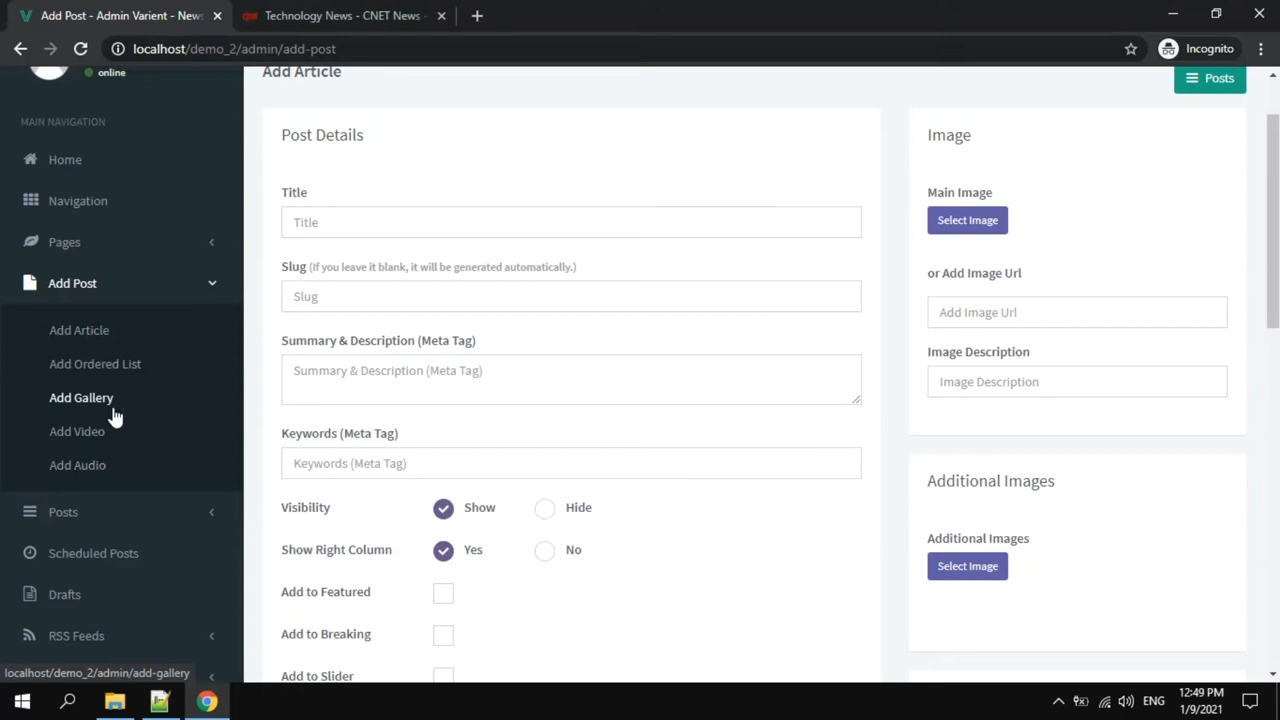 Add Post - Admin Varient - News
Technology News - CNET News -
localhost/demo_2/admin/add-post
Incognito
online
Add Article
Posts
MAIN NAVIGATION
Home
Navigation
Pages
Add Post
Add Article
Add Ordered List
Add Gallery
Add Video
Add Audio
Posts
Scheduled Posts
Drafts
RSS Feeds
Post Details
Title
Title
Slug (If you leave it blank, it will be generated automatically.)
Slug
Summary & Description (Meta Tag)
Summary & Description (Meta Tag)
Keywords (Meta Tag)
Keywords (Meta Tag)
Visibility
Show
Hide
Show Right Column
Yes
No
Add to Featured
Add to Breaking
Add to Slider
Image
Main Image
Select Image
or Add Image Url
Add Image Url
Image Description
Image Description
Additional Images
Additional Images
Select Image
localhost/demo_2/admin/add-gallery
ENG
12:49 PM
1/9/2021